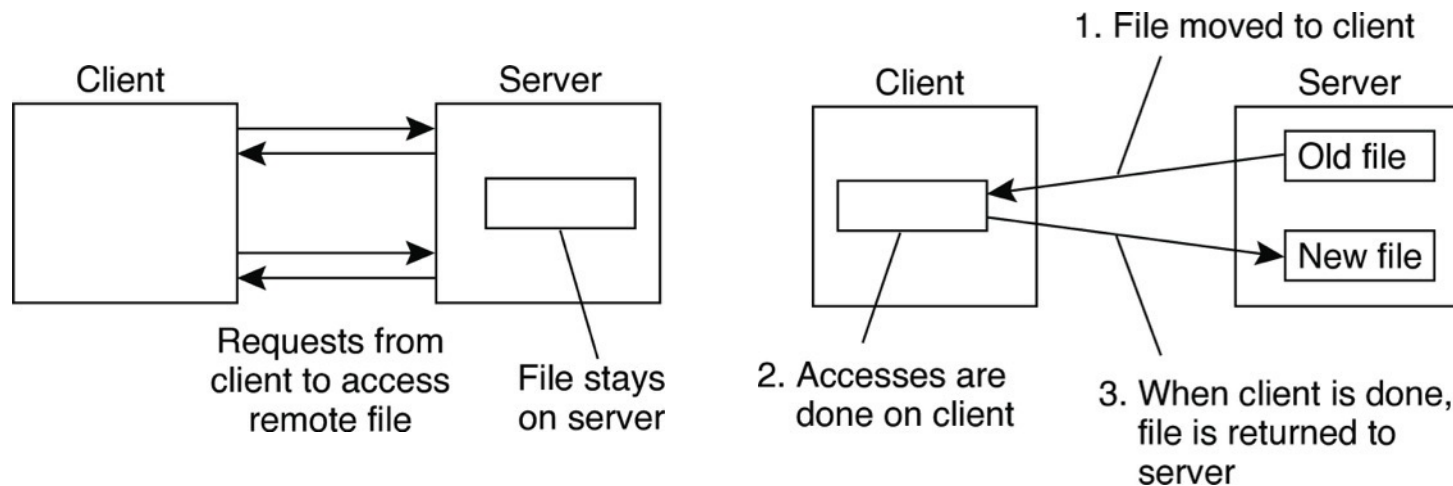 Client
Server
Requests from
client to access
remote file
File stays
on server
1. File moved to client
Client
Server
Old file
New file
2. Accesses are
done on client
3. When client is done,
file is returned to
server